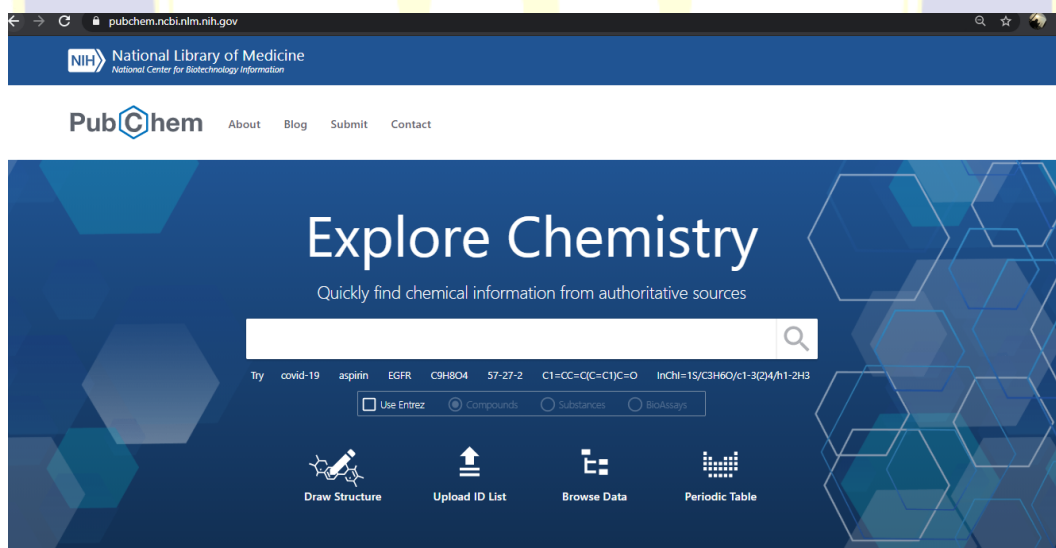 pubchem.ncbi.nlm.nih.gov
NIH National Library of Medicine
National Center for Biotechnology Information
PubChem About Blog Submit Contact
Explore Chemistry
Quickly find chemical information from authoritative sources
Try covid-19 aspirin EGFR C9H8O4 57-27-2 C1=CC=C(C=C1)C=O InChI=1S/C3H6O/c1-3(2)4/h1-2H3
Use Entrez Compounds Substances BioAssays
Draw Structure Upload ID List Browse Data Periodic Table